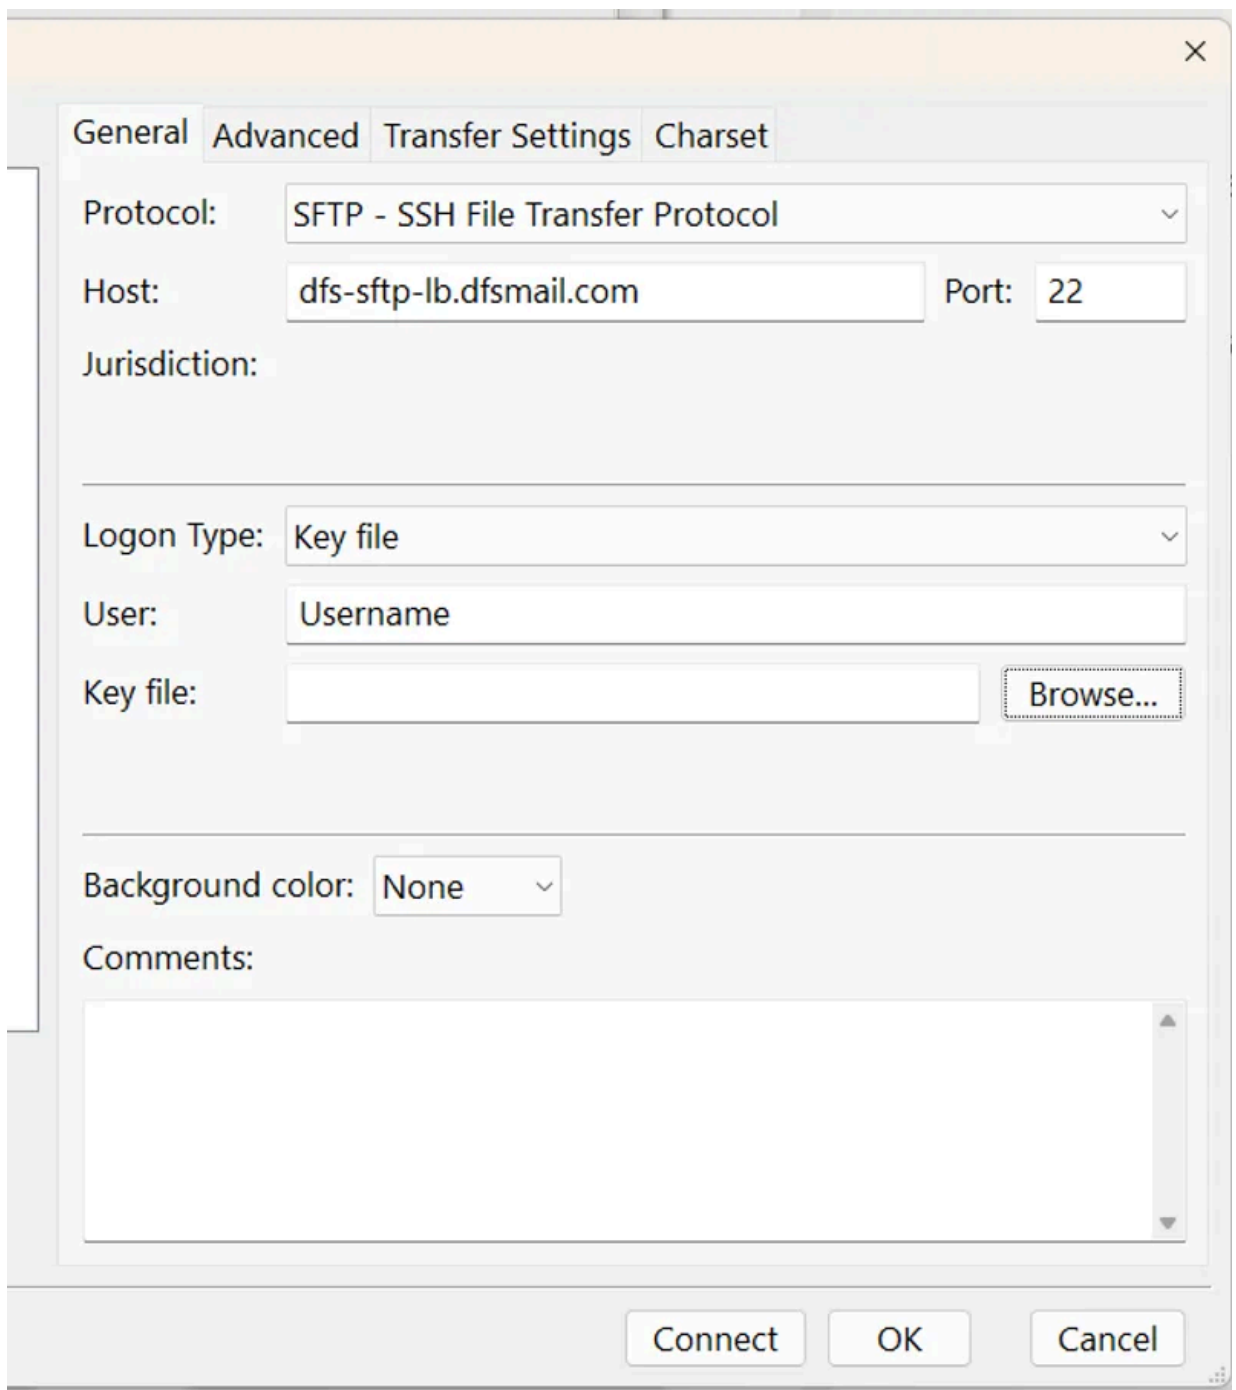 General Advanced Transfer Settings Charset
Protocol: SFTP - SSH File Transfer Protocol
Host: dfs-sftp-lb.dfsmail.com Port: 22
Jurisdiction:
Logon Type: Key file
User: Username
Key file: Browse...
Background color: None
Comments:
Connect OK Cancel